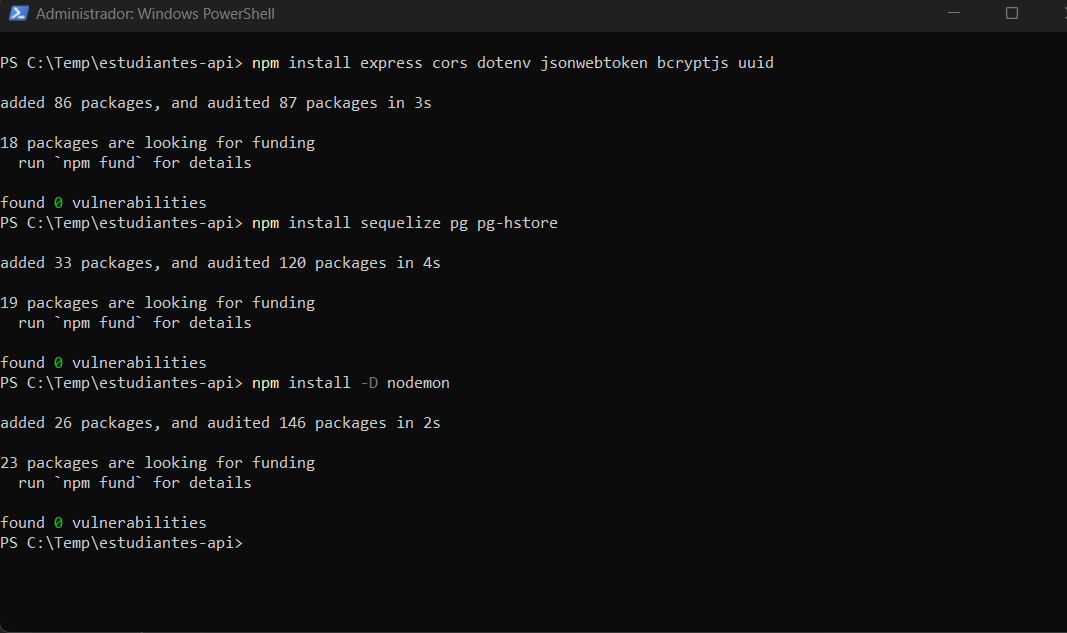 Administrador: Windows PowerShell
PS C:\Temp\estudiantes-api> npm install express cors dotenv jsonwebtoken bcryptjs uuid
added 86 packages, and audited 87 packages in 3s
18 packages are looking for funding
  run `npm fund` for details
found 0 vulnerabilities
PS C:\Temp\estudiantes-api> npm install sequelize pg pg-hstore
added 33 packages, and audited 120 packages in 4s
19 packages are looking for funding
  run `npm fund` for details
found 0 vulnerabilities
PS C:\Temp\estudiantes-api> npm install -D nodemon
added 26 packages, and audited 146 packages in 2s
23 packages are looking for funding
  run `npm fund` for details
found 0 vulnerabilities
PS C:\Temp\estudiantes-api>